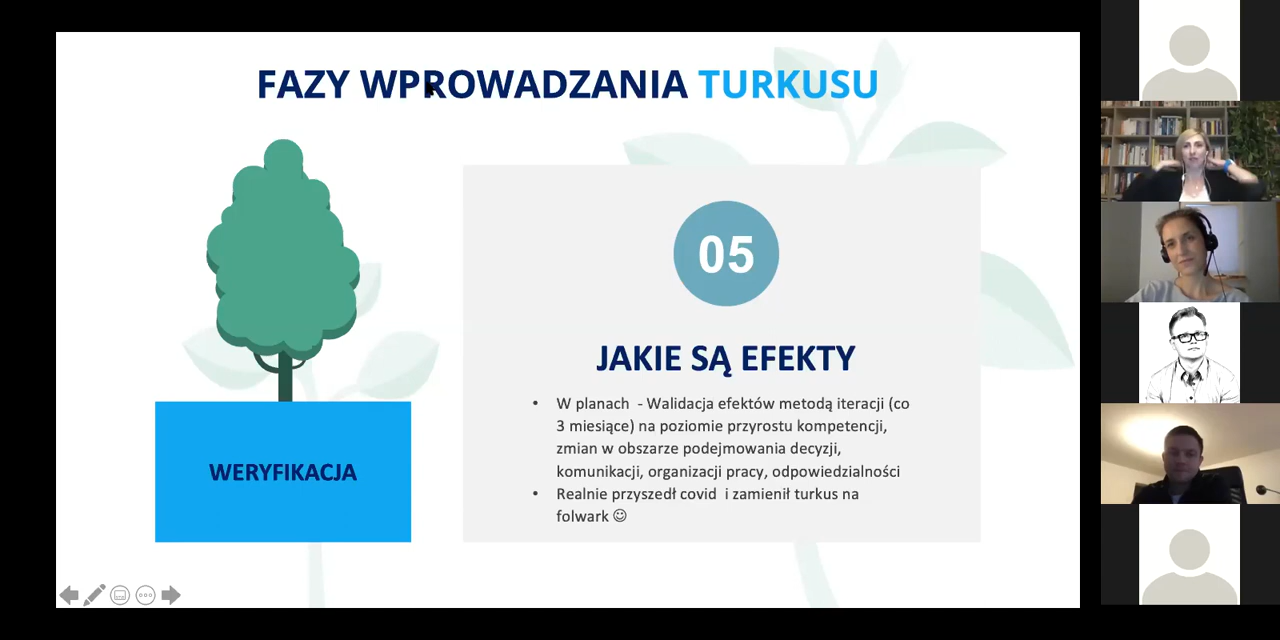 FAZY WPROWADZANIA TURKUSU
05
JAKIE SĄ EFEKTY
• W planach - Walidacja efektów metodą iteracji (co
3 miesiące) na poziomie przyrostu kompetencji,
zmian w obszarze podejmowania decyzji,
komunikacji, organizacji pracy, odpowiedzialności
• Realnie przyszedł covid i zamienił turkus na
folwark ☺
WERYFIKACJA